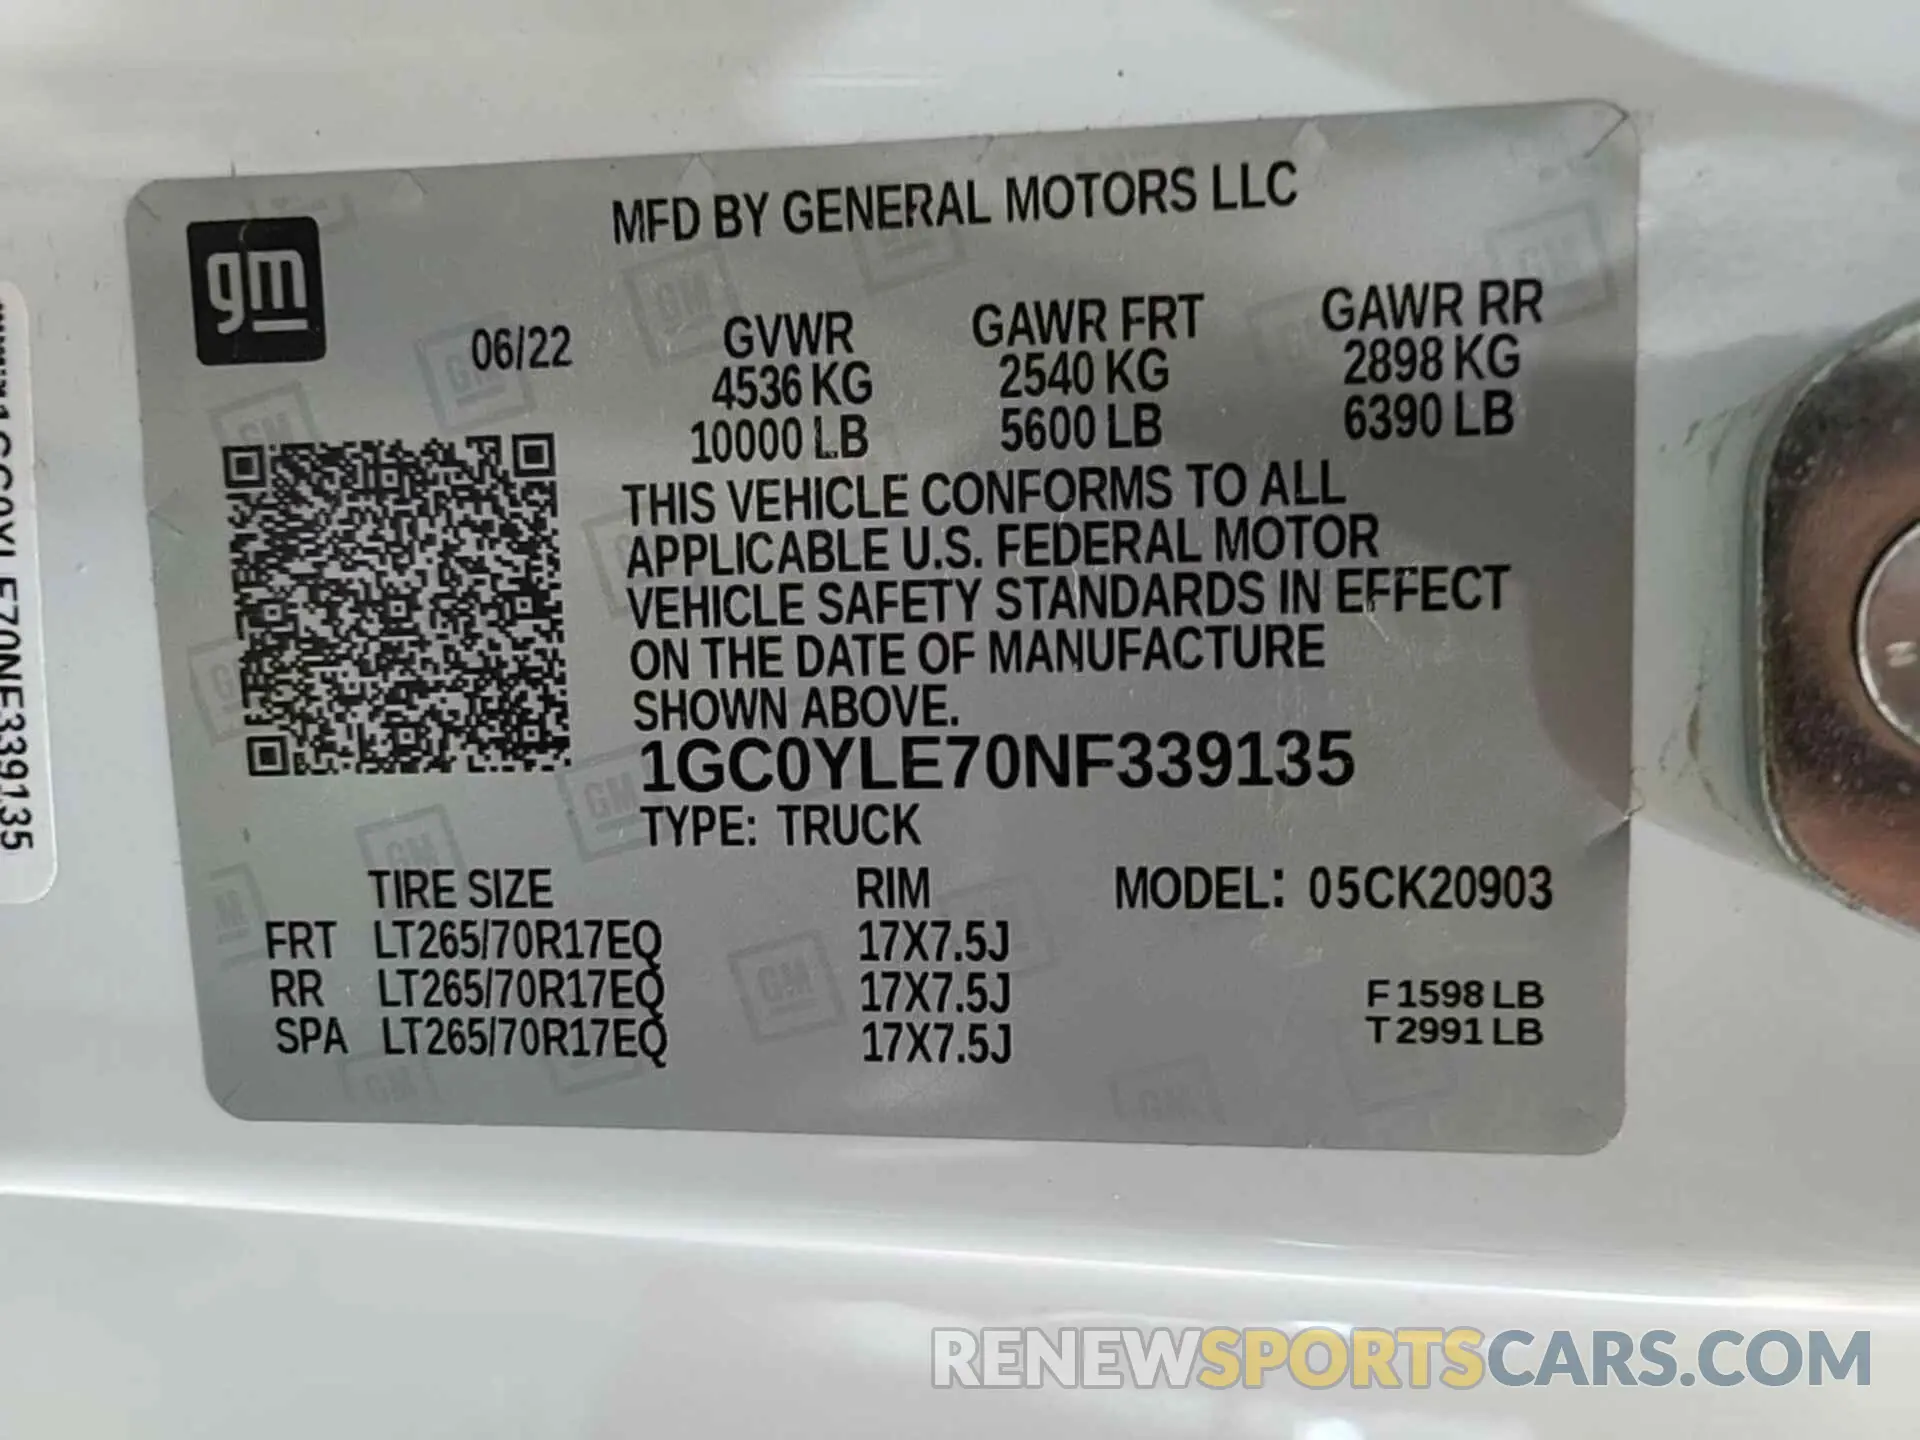 MFD BY GENERAL MOTORS LLC
gm
06/22 GVWR GAWR FRT GAWR RR
4536 KG 2540 KG 2898 KG
10000 LB 5600 LB 6390 LB
THIS VEHICLE CONFORMS TO ALL
APPLICABLE U.S. FEDERAL MOTOR
VEHICLE SAFETY STANDARDS IN EFFECT
ON THE DATE OF MANUFACTURE
SHOWN ABOVE.
1GC0YLE70NF339135
TYPE: TRUCK
TIRE SIZE RIM MODEL: 05CK20903
FRT LT265/70R17EQ 17X7.5J
RR LT265/70R17EQ 17X7.5J F 1598 LB
SPA LT265/70R17EQ 17X7.5J T 2991 LB
1GC0YLE70NF339135
RENEWSPORTSCARS.COM